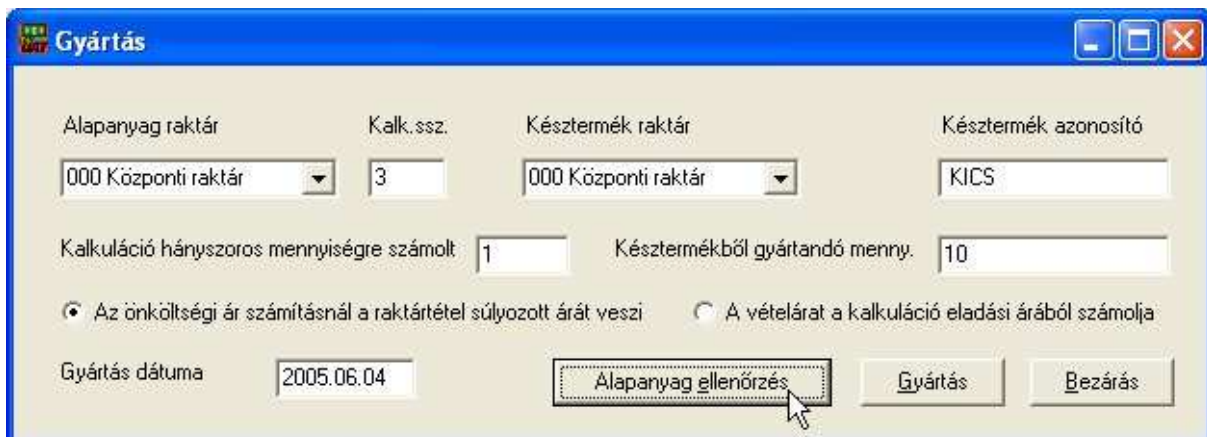 Gyártás
Alapanyag raktár Kalk.ssz. Késztermék raktár Késztermék azonosító
000 Központi raktár 3 000 Központi raktár KICS
Kalkuláció hányszoros mennyiségre számolt 1 Késztermékből gyártandó menny. 10
Az önköltségi ár számításnál a raktártétel súlyozott árát veszi A vételárat a kalkuláció eladási árából számolja
Gyártás dátuma 2005.06.04 Alapanyag ellenőrzés Gyártás Bezárás